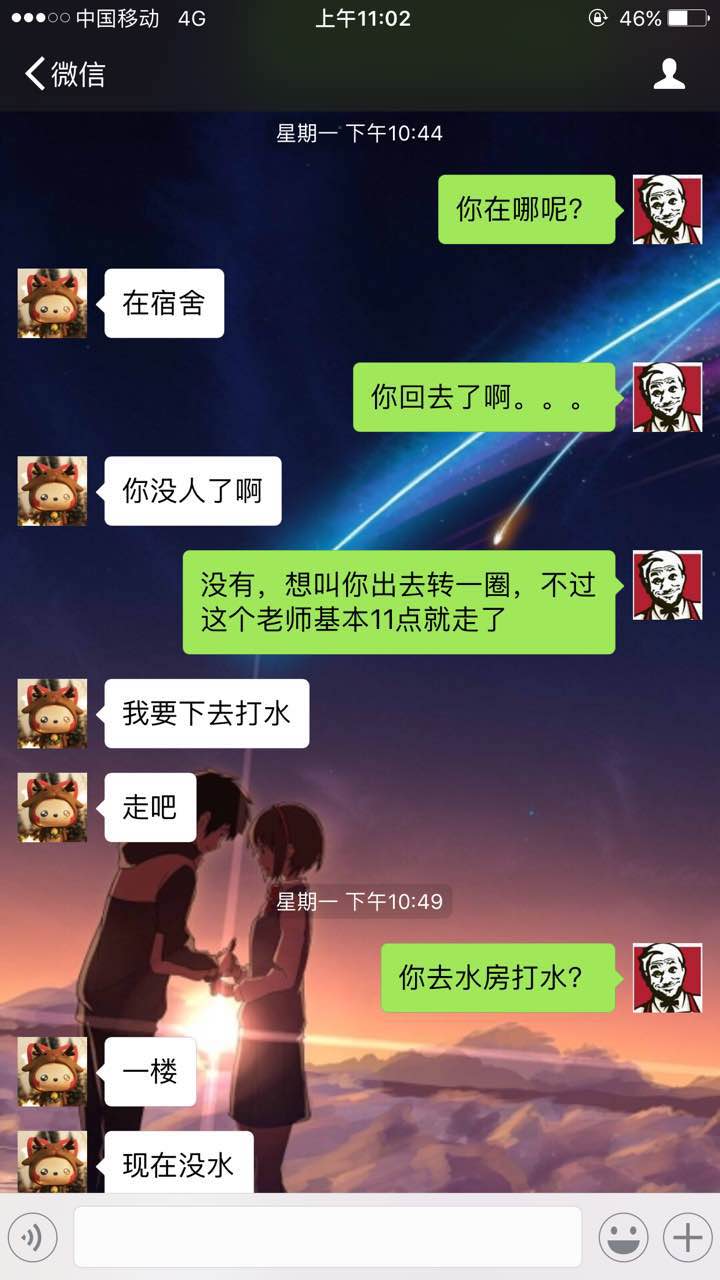 中国移动 4G 上午11:02 46%
微信
星期一 下午10:44
你在哪呢？
在宿舍
你回去了啊。。。
你没人了啊
没有，想叫你出去转一圈，不过
这个老师基本11点就走了
我要下去打水
走吧
星期一 下午10:49
你去水房打水？
一楼
现在没水